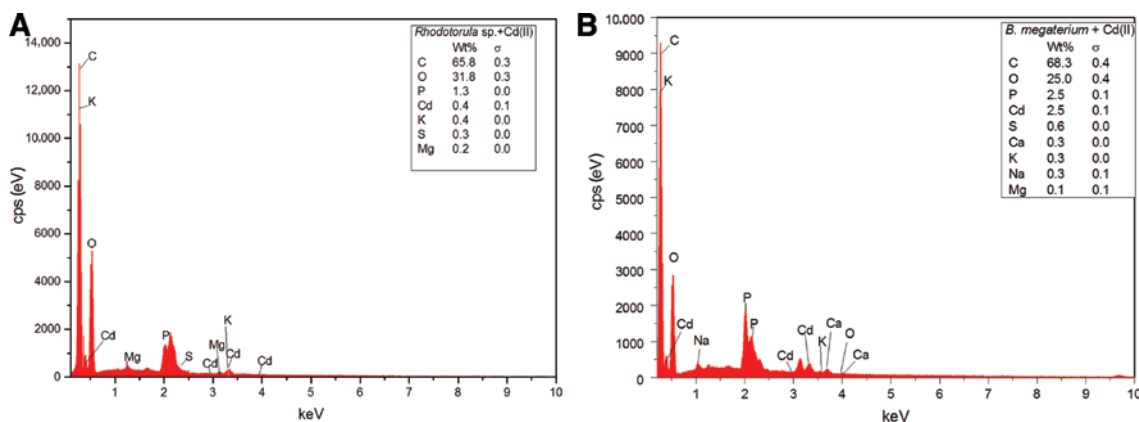 A
Rhodotorula sp.+Cd(II)
Wt% σ
C 65.8 0.3
O 31.8 0.3
P 1.3 0.0
Cd 0.4 0.1
K 0.4 0.0
S 0.3 0.0
Mg 0.2 0.0
14,000
13,000
10.000
8000
6000
4000
2000
0
cps (eV)
C
K
O
Cd
Mg
P
S
Cd
Mg
K
Cd
Cd
0 1 2 3 4 5 6 7 8 9 10
keV
B
B. megaterium + Cd(II)
Wt% σ
C 68.3 0.4
O 25.0 0.4
P 2.5 0.1
Cd 2.5 0.1
S 0.6 0.0
Ca 0.3 0.0
K 0.3 0.0
Na 0.3 0.1
Mg 0.1 0.1
10.000
9000
8000
7000
6000
5000
4000
3000
2000
1000
0
cps (eV)
C
K
O
Cd
Na
P
P
Cd
Cd
K
Ca
O
Ca
0 1 2 3 4 5 6 7 8 9 10
keV